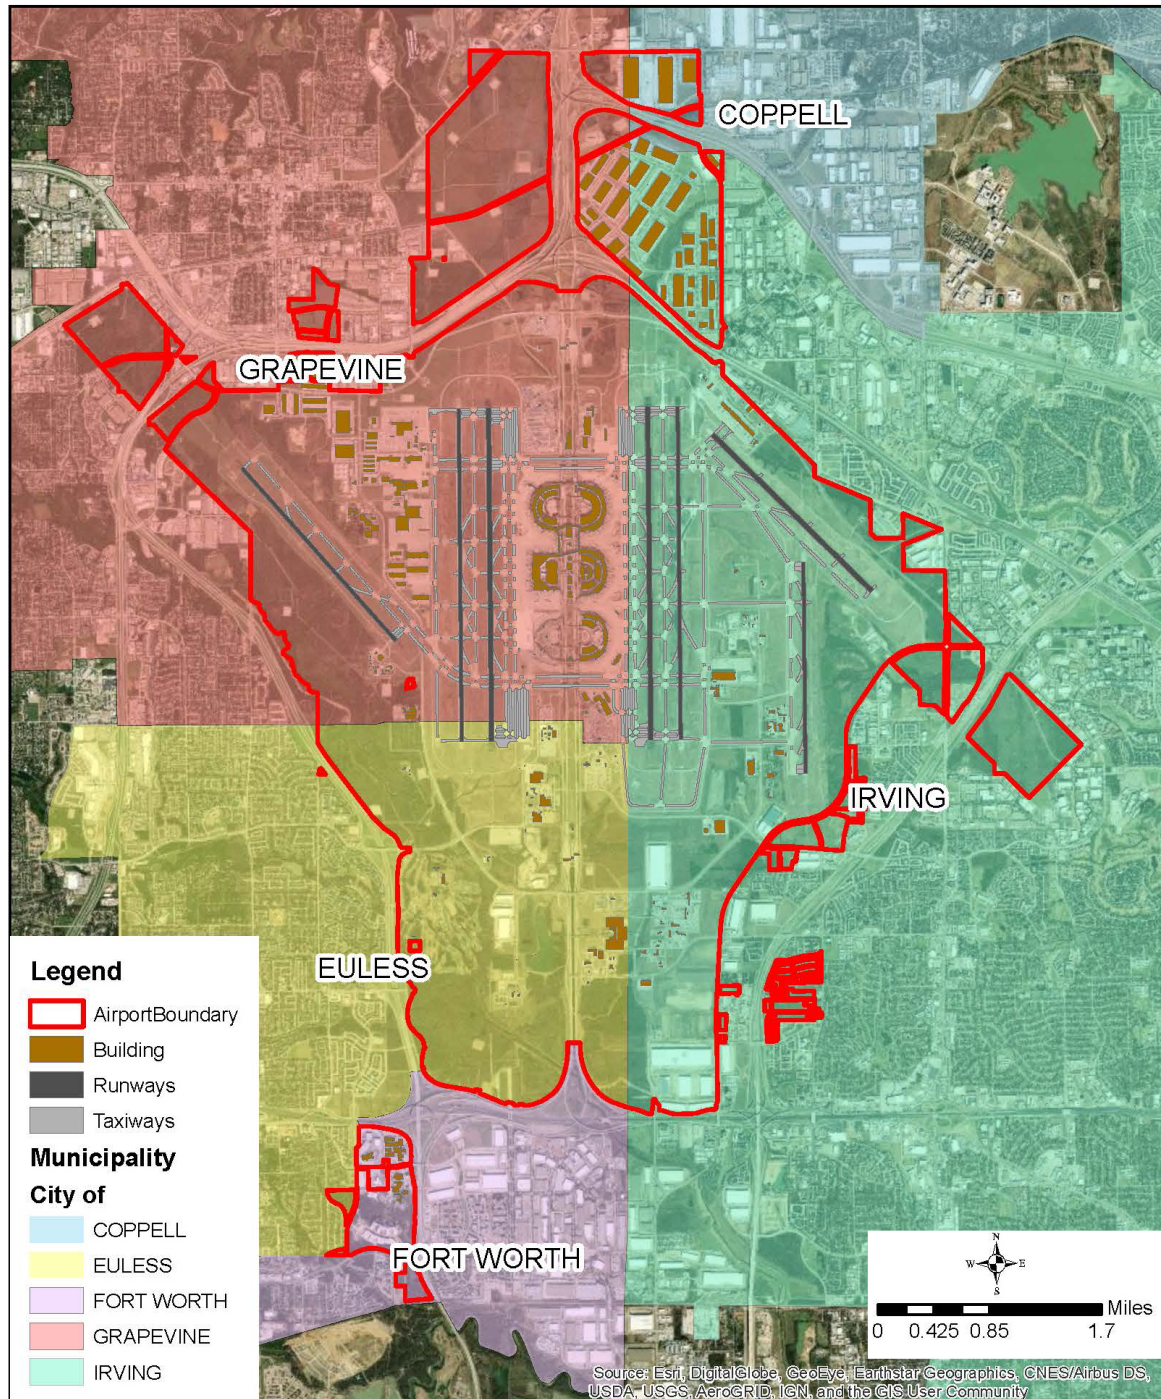 COPPELL
GRAPEVINE
IRVING
EULESS
FORT WORTH
Legend
AirportBoundary
Building
Runways
Taxiways
Municipality
City of
COPPELL
EULESS
FORT WORTH
GRAPEVINE
IRVING
N
W E
S
Miles
0 0.425 0.85 1.7
Source: Esri, DigitalGlobe, GeoEye, Earthstar Geographics, CNES/Airbus DS,
USDA, USGS, AeroGRID, IGN, and the GIS User Community